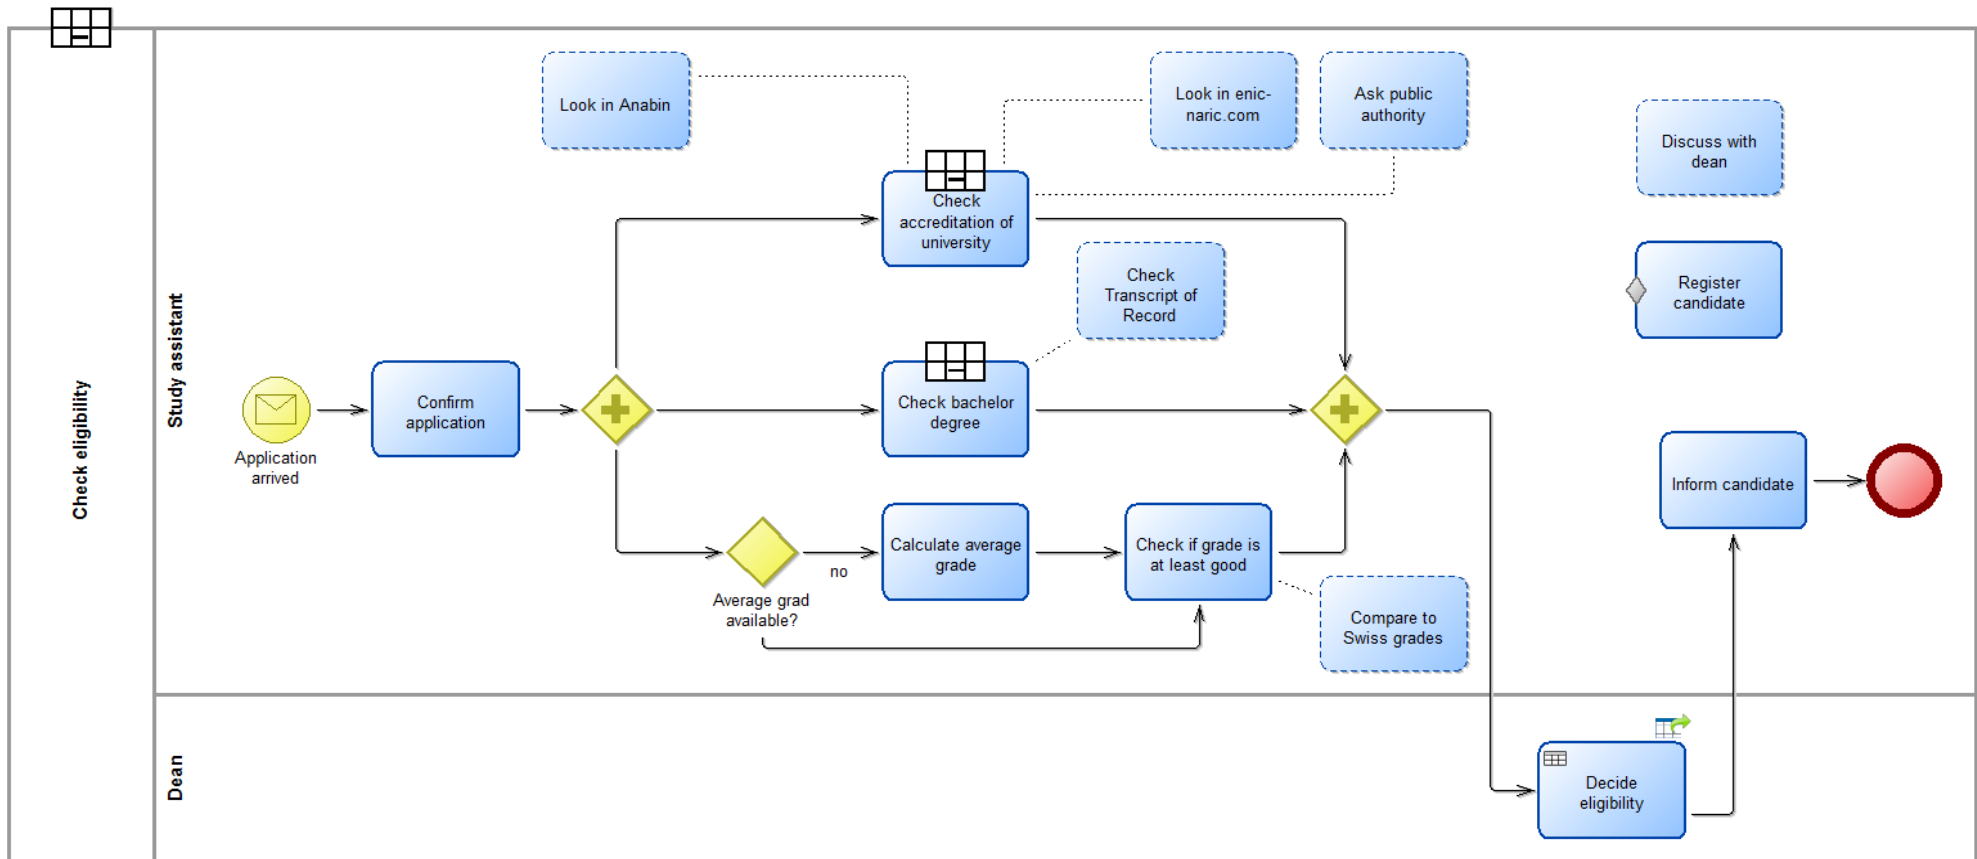 Check eligibility
Study assistant
Dean
Look in Anabin
Look in enic-
naric.com
Ask public
authority
Discuss with
dean
Check
accreditation of
university
Check
Transcript of
Record
Register
candidate
Application
arrived
Confirm
application
Check bachelor
degree
Inform candidate
Average grad
available?
no
Calculate average
grade
Check if grade is
at least good
Compare to
Swiss grades
Decide
eligibility